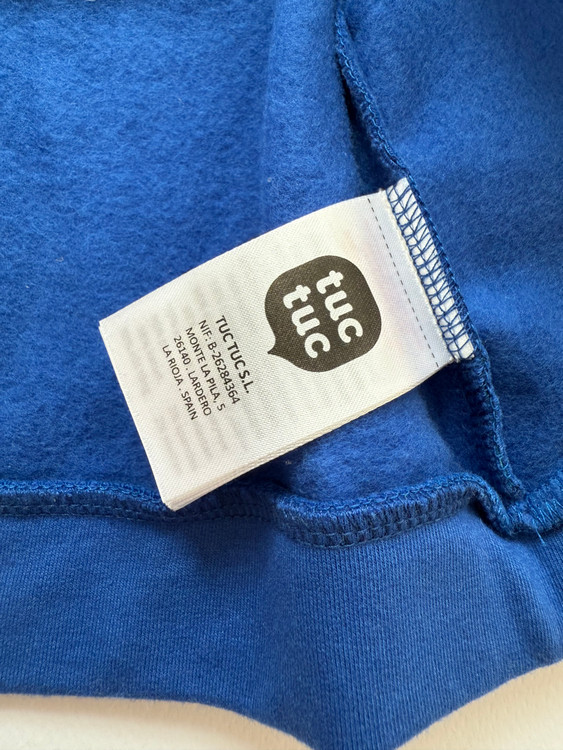 tuc
tuc
TUC TUC S.L.
NIF: B-26284364
MONTE LA PILA, 5
26140 . LARDERO
LA RIOJA . SPAIN